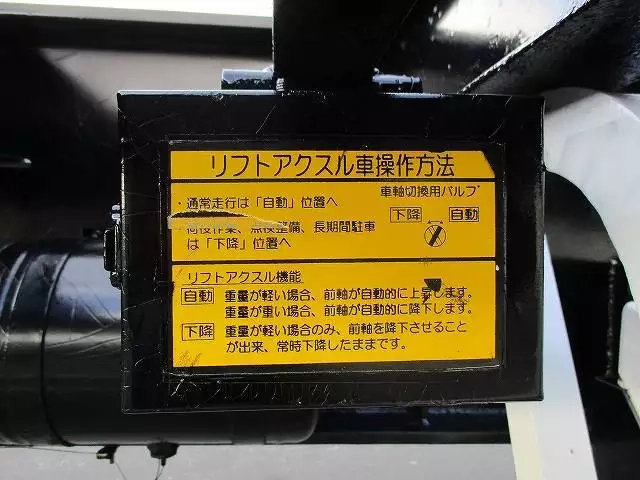 リフトアクスル車操作方法
・通常走行は「自動」位置へ
車軸切換用バルブ
下降 自動
荷役作業、点検整備、長期間駐車
は「下降」位置へ
リフトアクスル機能
自動 重量が軽い場合、前軸が自動的に上昇します。
重量が重い場合、前軸が自動的に降下します。
下降 重量が軽い場合のみ、前軸を降下させること
が出来、常時下降したままです。